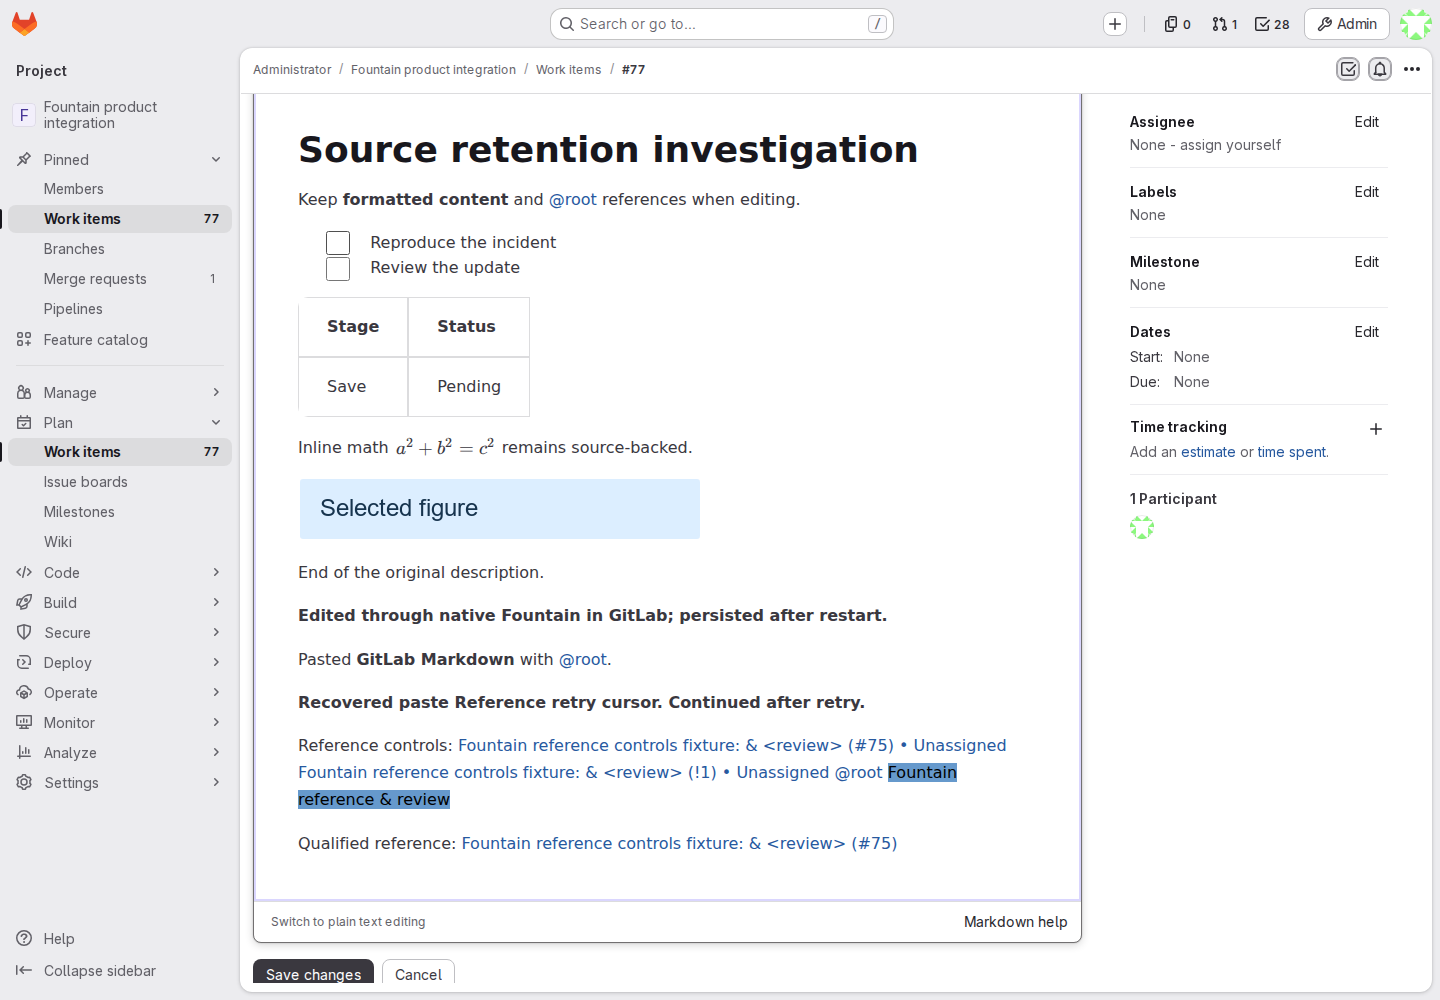 Search or go to...
/
0
1
28
Admin
Project
F
Fountain product
integration
Pinned
Members
Work items
77
Branches
Merge requests
1
Pipelines
Feature catalog
Manage
Plan
Work items
77
Issue boards
Milestones
Wiki
Code
Build
Secure
Deploy
Operate
Monitor
Analyze
Settings
Help
Collapse sidebar
Administrator / Fountain product integration / Work items / #77
Source retention investigation
Keep formatted content and @root references when editing.
Reproduce the incident
Review the update
Stage Status
Save Pending
Inline math a² + b² = c² remains source-backed.
Selected figure
End of the original description.
Edited through native Fountain in GitLab; persisted after restart.
Pasted GitLab Markdown with @root.
Recovered paste Reference retry cursor. Continued after retry.
Reference controls: Fountain reference controls fixture: & <review> (#75) • Unassigned
Fountain reference controls fixture: & <review> (!1) • Unassigned @root Fountain
reference & review
Qualified reference: Fountain reference controls fixture: & <review> (#75)
Switch to plain text editing
Markdown help
Save changes
Cancel
Assignee
Edit
None - assign yourself
Labels
Edit
None
Milestone
Edit
None
Dates
Edit
Start: None
Due: None
Time tracking
Add an estimate or time spent.
1 Participant